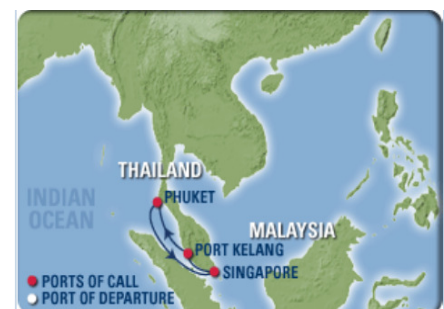 THAILAND
PHUKET
INDIAN
OCEAN
MALAYSIA
PORT KELANG
SINGAPORE
PORTS OF CALL
PORT OF DEPARTURE